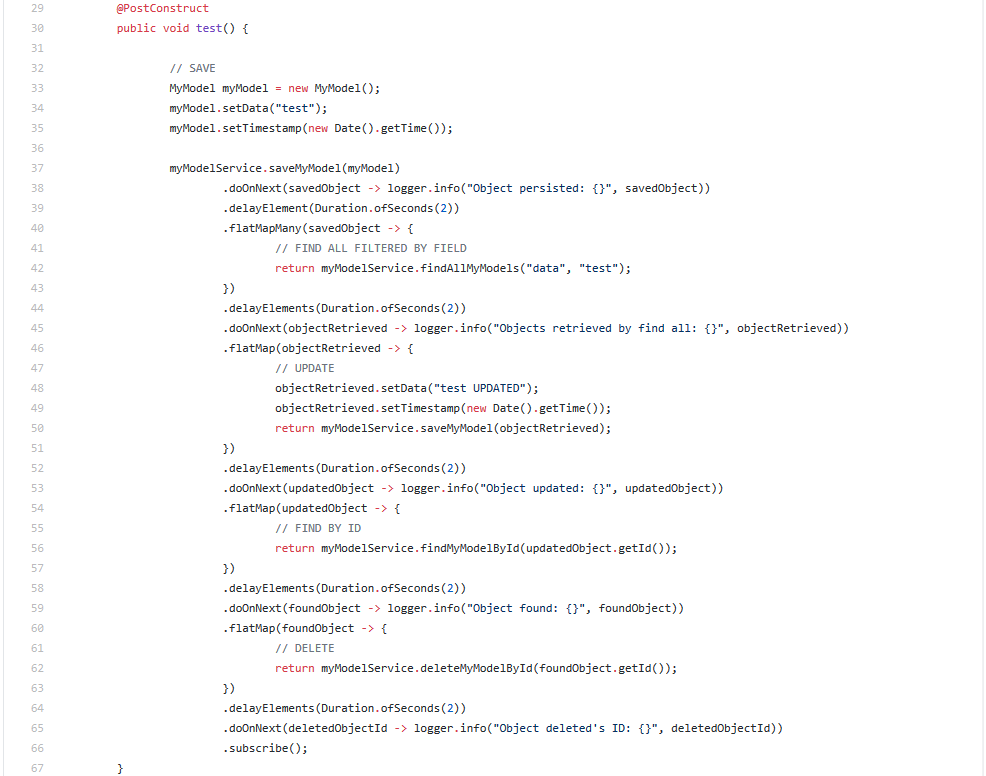 29 @PostConstruct
30 public void test() {
31
32 // SAVE
33 MyModel myModel = new MyModel();
34 myModel.setData("test");
35 myModel.setTimestamp(new Date().getTime());
36
37 myModelService.saveMyModel(myModel)
38 .doOnNext(savedObject -> logger.info("Object persisted: {}", savedObject))
39 .delayElement(Duration.ofSeconds(2))
40 .flatMapMany(savedObject -> {
41 // FIND ALL FILTERED BY FIELD
42 return myModelService.findAllMyModels("data", "test");
43 })
44 .delayElements(Duration.ofSeconds(2))
45 .doOnNext(objectRetrieved -> logger.info("Objects retrieved by find all: {}", objectRetrieved))
46 .flatMap(objectRetrieved -> {
47 // UPDATE
48 objectRetrieved.setData("test UPDATED");
49 objectRetrieved.setTimestamp(new Date().getTime());
50 return myModelService.saveMyModel(objectRetrieved);
51 })
52 .delayElements(Duration.ofSeconds(2))
53 .doOnNext(updatedObject -> logger.info("Object updated: {}", updatedObject))
54 .flatMap(updatedObject -> {
55 // FIND BY ID
56 return myModelService.findMyModelById(updatedObject.getId());
57 })
58 .delayElements(Duration.ofSeconds(2))
59 .doOnNext(foundObject -> logger.info("Object found: {}", foundObject))
60 .flatMap(foundObject -> {
61 // DELETE
62 return myModelService.deleteMyModelById(foundObject.getId());
63 })
64 .delayElements(Duration.ofSeconds(2))
65 .doOnNext(deletedObjectId -> logger.info("Object deleted's ID: {}", deletedObjectId))
66 .subscribe();
67 }